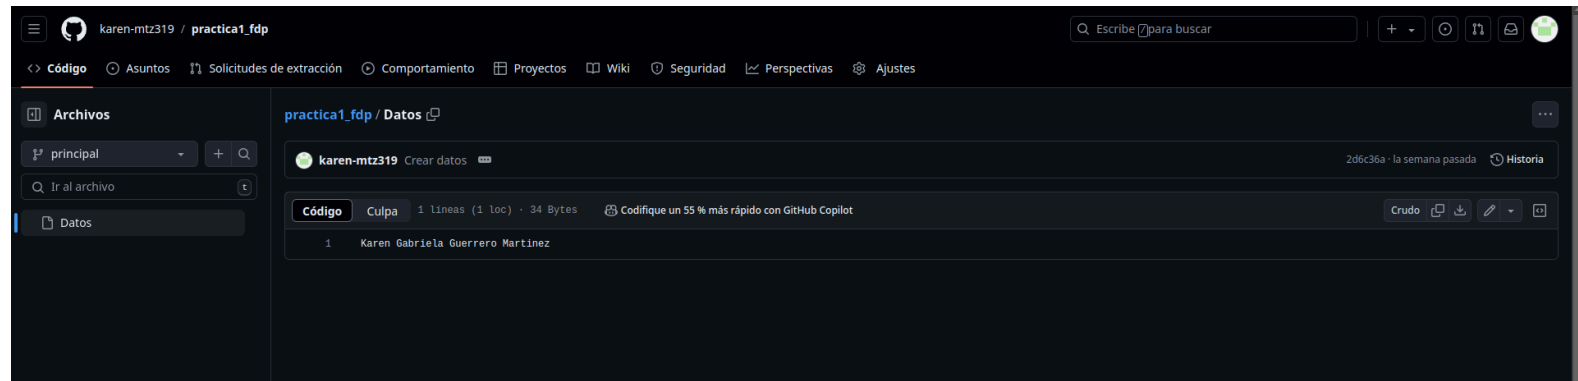 karen-mtz319 / practica1_fdp
Escribe / para buscar
Código Asuntos Solicitudes de extracción Comportamiento Proyectos Wiki Seguridad Perspectivas Ajustes
Archivos
principal
Ir al archivo t
Datos
practica1_fdp / Datos
karen-mtz319 Crear datos
2d6c36a · la semana pasada Historia
Código Culpa 1 líneas (1 loc) · 34 Bytes Codifique un 55 % más rápido con GitHub Copilot Crudo
1 Karen Gabriela Guerrero Martinez